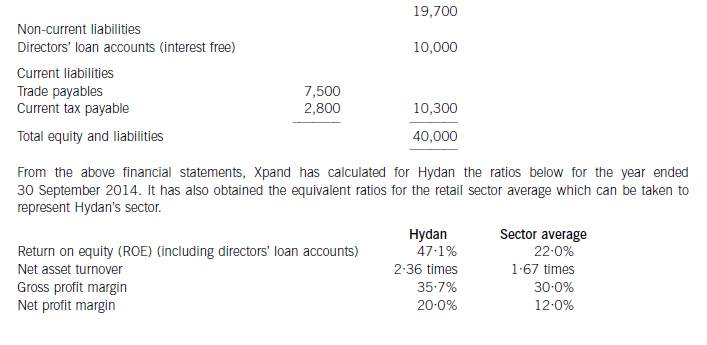 19,700
Non-current liabilities
Directors' loan accounts (interest free) 10,000
Current liabilities
Trade payables 7,500
Current tax payable 2,800 10,300
Total equity and liabilities 40,000
From the above financial statements, Xpand has calculated for Hydan the ratios below for the year ended
30 September 2014. It has also obtained the equivalent ratios for the retail sector average which can be taken to
represent Hydan's sector.
Hydan Sector average
Return on equity (ROE) (including directors' loan accounts) 47·1% 22·0%
Net asset turnover 2·36 times 1·67 times
Gross profit margin 35·7% 30·0%
Net profit margin 20·0% 12·0%